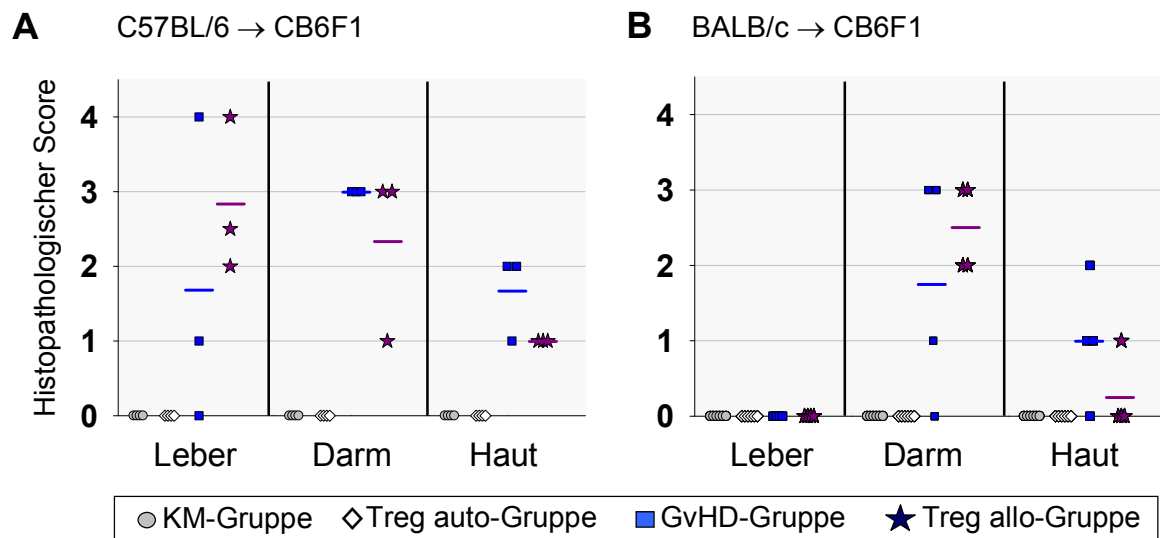 A C57BL/6 → CB6F1
Histopathologischer Score
4
3
2
1
0
Leber Darm Haut
B BALB/c → CB6F1
4
3
2
1
0
Leber Darm Haut
KM-Gruppe Treg auto-Gruppe GvHD-Gruppe Treg allo-Gruppe